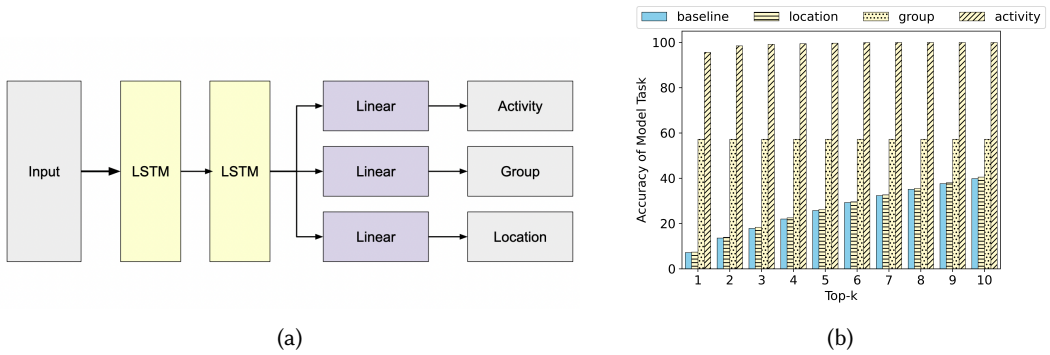 Input
LSTM
LSTM
Linear
Activity
Linear
Group
Linear
Location
(a)
baseline location group activity
Accuracy of Model Task
100
80
60
40
20
0
1 2 3 4 5 6 7 8 9 10
Top-k
(b)